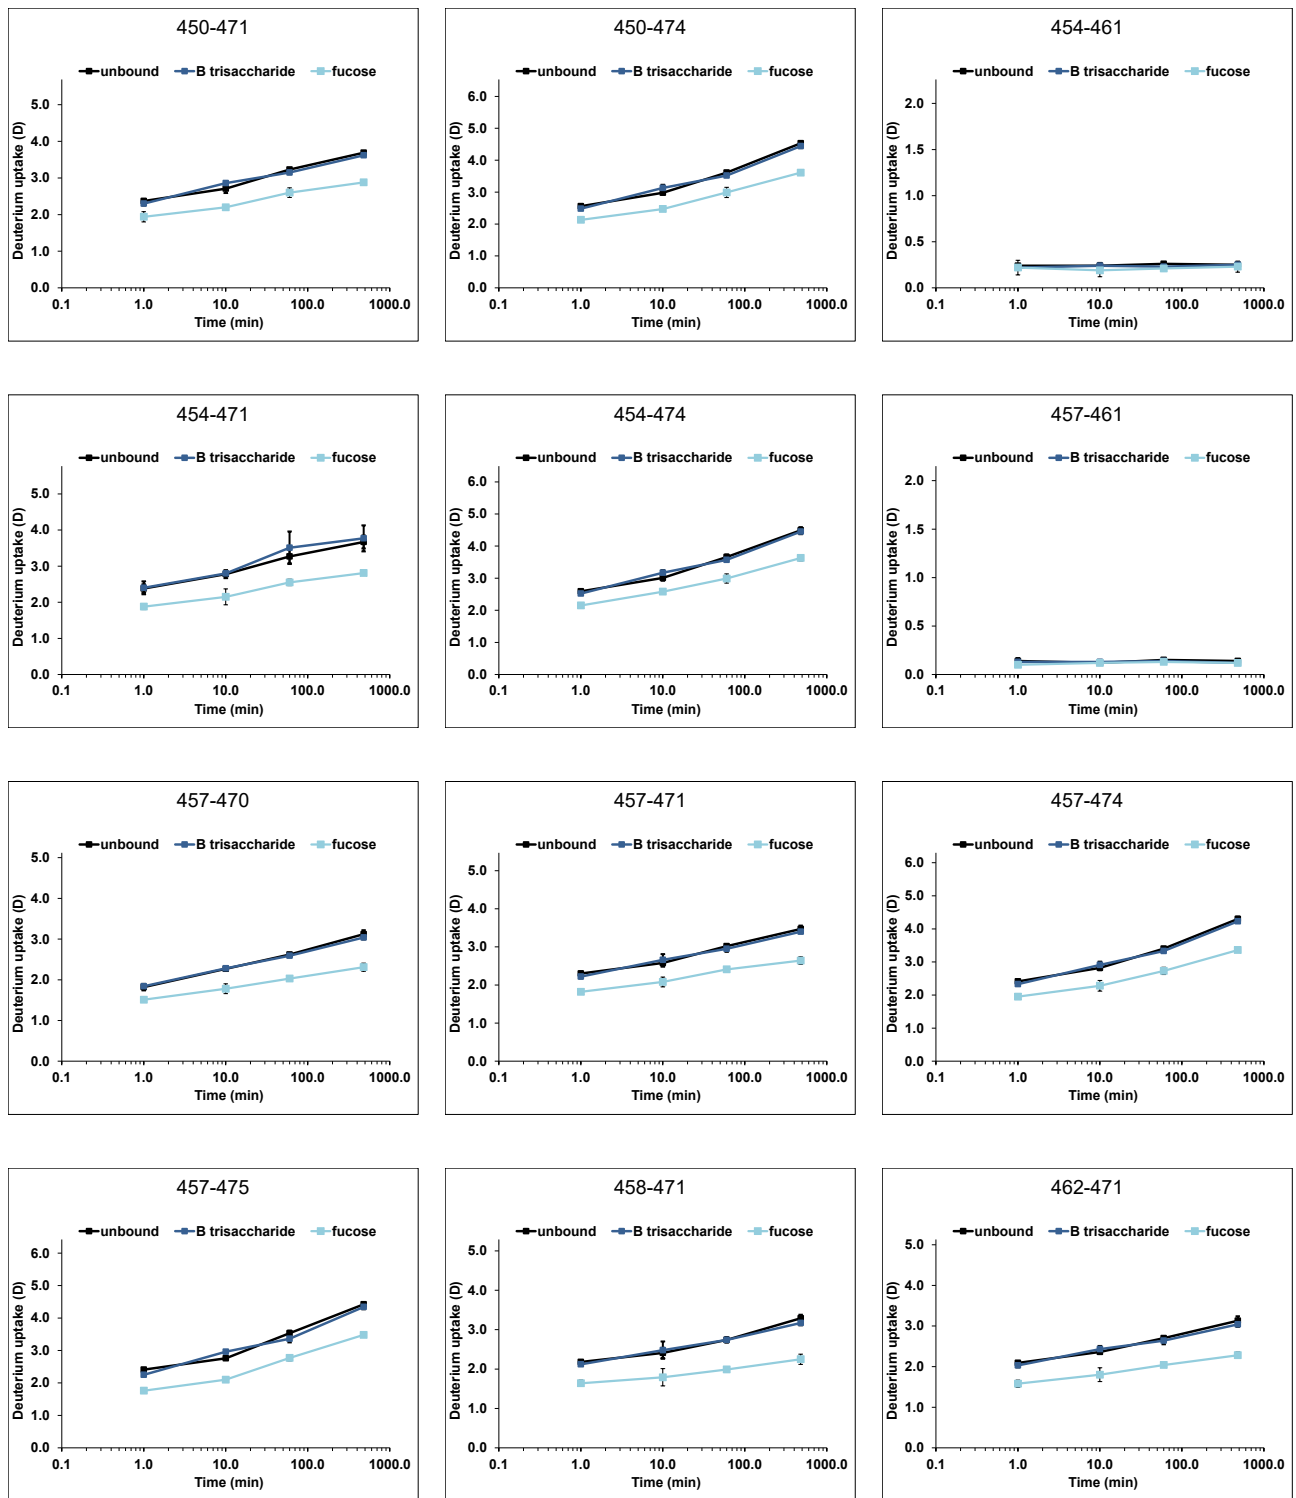 450-471
unbound B trisaccharide fucose
Deuterium uptake (D)
5.0
4.0
3.0
2.0
1.0
0.0
0.1 1.0 10.0 100.0 1000.0
Time (min)
450-474
unbound B trisaccharide fucose
Deuterium uptake (D)
6.0
5.0
4.0
3.0
2.0
1.0
0.0
0.1 1.0 10.0 100.0 1000.0
Time (min)
454-461
unbound B trisaccharide fucose
Deuterium uptake (D)
2.0
1.5
1.0
0.5
0.0
0.1 1.0 10.0 100.0 1000.0
Time (min)
454-471
unbound B trisaccharide fucose
Deuterium uptake (D)
5.0
4.0
3.0
2.0
1.0
0.0
0.1 1.0 10.0 100.0 1000.0
Time (min)
454-474
unbound B trisaccharide fucose
Deuterium uptake (D)
6.0
5.0
4.0
3.0
2.0
1.0
0.0
0.1 1.0 10.0 100.0 1000.0
Time (min)
457-461
unbound B trisaccharide fucose
Deuterium uptake (D)
2.0
1.5
1.0
0.5
0.0
0.1 1.0 10.0 100.0 1000.0
Time (min)
457-470
unbound B trisaccharide fucose
Deuterium uptake (D)
5.0
4.0
3.0
2.0
1.0
0.0
0.1 1.0 10.0 100.0 1000.0
Time (min)
457-471
unbound B trisaccharide fucose
Deuterium uptake (D)
5.0
4.0
3.0
2.0
1.0
0.0
0.1 1.0 10.0 100.0 1000.0
Time (min)
457-474
unbound B trisaccharide fucose
Deuterium uptake (D)
6.0
5.0
4.0
3.0
2.0
1.0
0.0
0.1 1.0 10.0 100.0 1000.0
Time (min)
457-475
unbound B trisaccharide fucose
Deuterium uptake (D)
6.0
5.0
4.0
3.0
2.0
1.0
0.0
0.1 1.0 10.0 100.0 1000.0
Time (min)
458-471
unbound B trisaccharide fucose
Deuterium uptake (D)
5.0
4.0
3.0
2.0
1.0
0.0
0.1 1.0 10.0 100.0 1000.0
Time (min)
462-471
unbound B trisaccharide fucose
Deuterium uptake (D)
5.0
4.0
3.0
2.0
1.0
0.0
0.1 1.0 10.0 100.0 1000.0
Time (min)